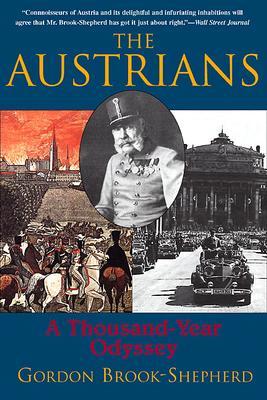 “Connnoisseurs of Austria and its delightful and infuriating inhabitants will
agree that Mr. Brook-Shepherd has got it just about right,”—Wall Street Journal
THE
AUSTRIANS
A Thousand-Year
Odyssey
GORDON BROOK-SHEPHERD